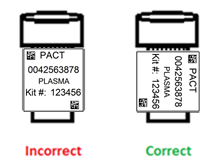 PACT
0042563878
PLASMA
Kit #: 123456
PACT
0042563878
PLASMA
Kit #: 123456
Incorrect
Correct